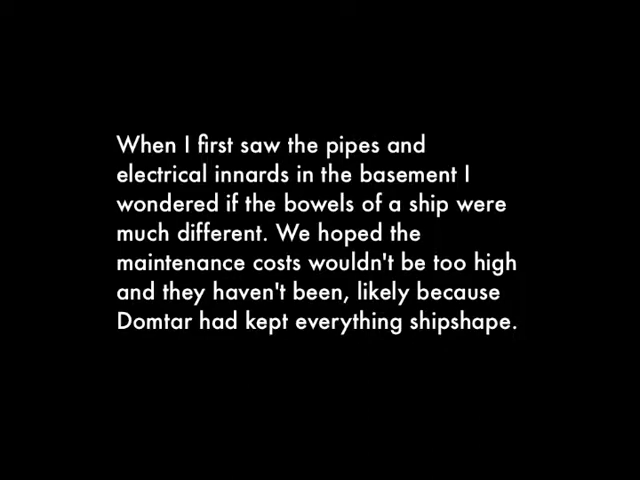 When I first saw the pipes and
electrical innards in the basement I
wondered if the bowels of a ship were
much different. We hoped the
maintenance costs wouldn't be too high
and they haven't been, likely because
Domtar had kept everything shipshape.